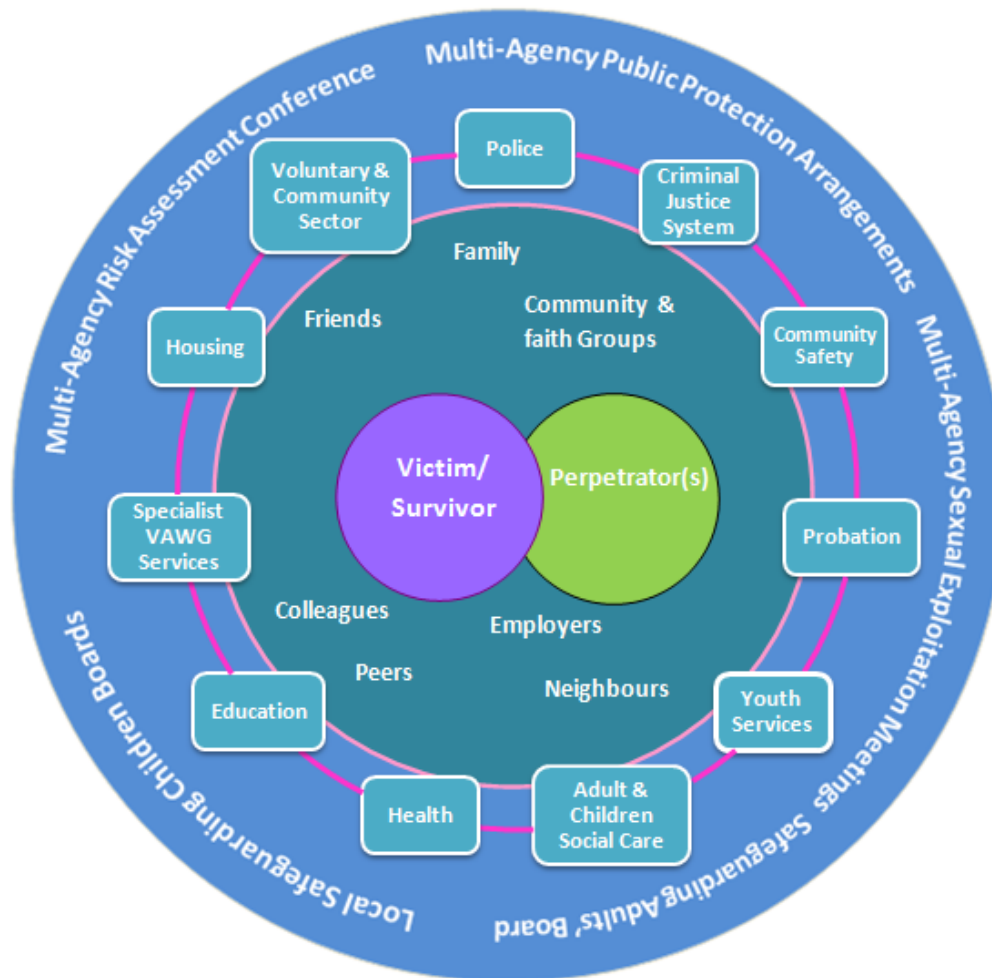 Multi-Agency Risk Assessment Conference
Multi-Agency Public Protection Arrangements
Multi-Agency Sexual Exploitation Meetings
Safeguarding Adults' Board
Local Safeguarding Children Boards
Police
Criminal
Justice
System
Community
Safety
Probation
Youth
Services
Adult &
Children
Social Care
Health
Education
Specialist
VAWG
Services
Housing
Voluntary &
Community
Sector
Family
Friends
Community &
faith Groups
Victim/
Survivor
Perpetrator(s)
Colleagues
Employers
Peers
Neighbours